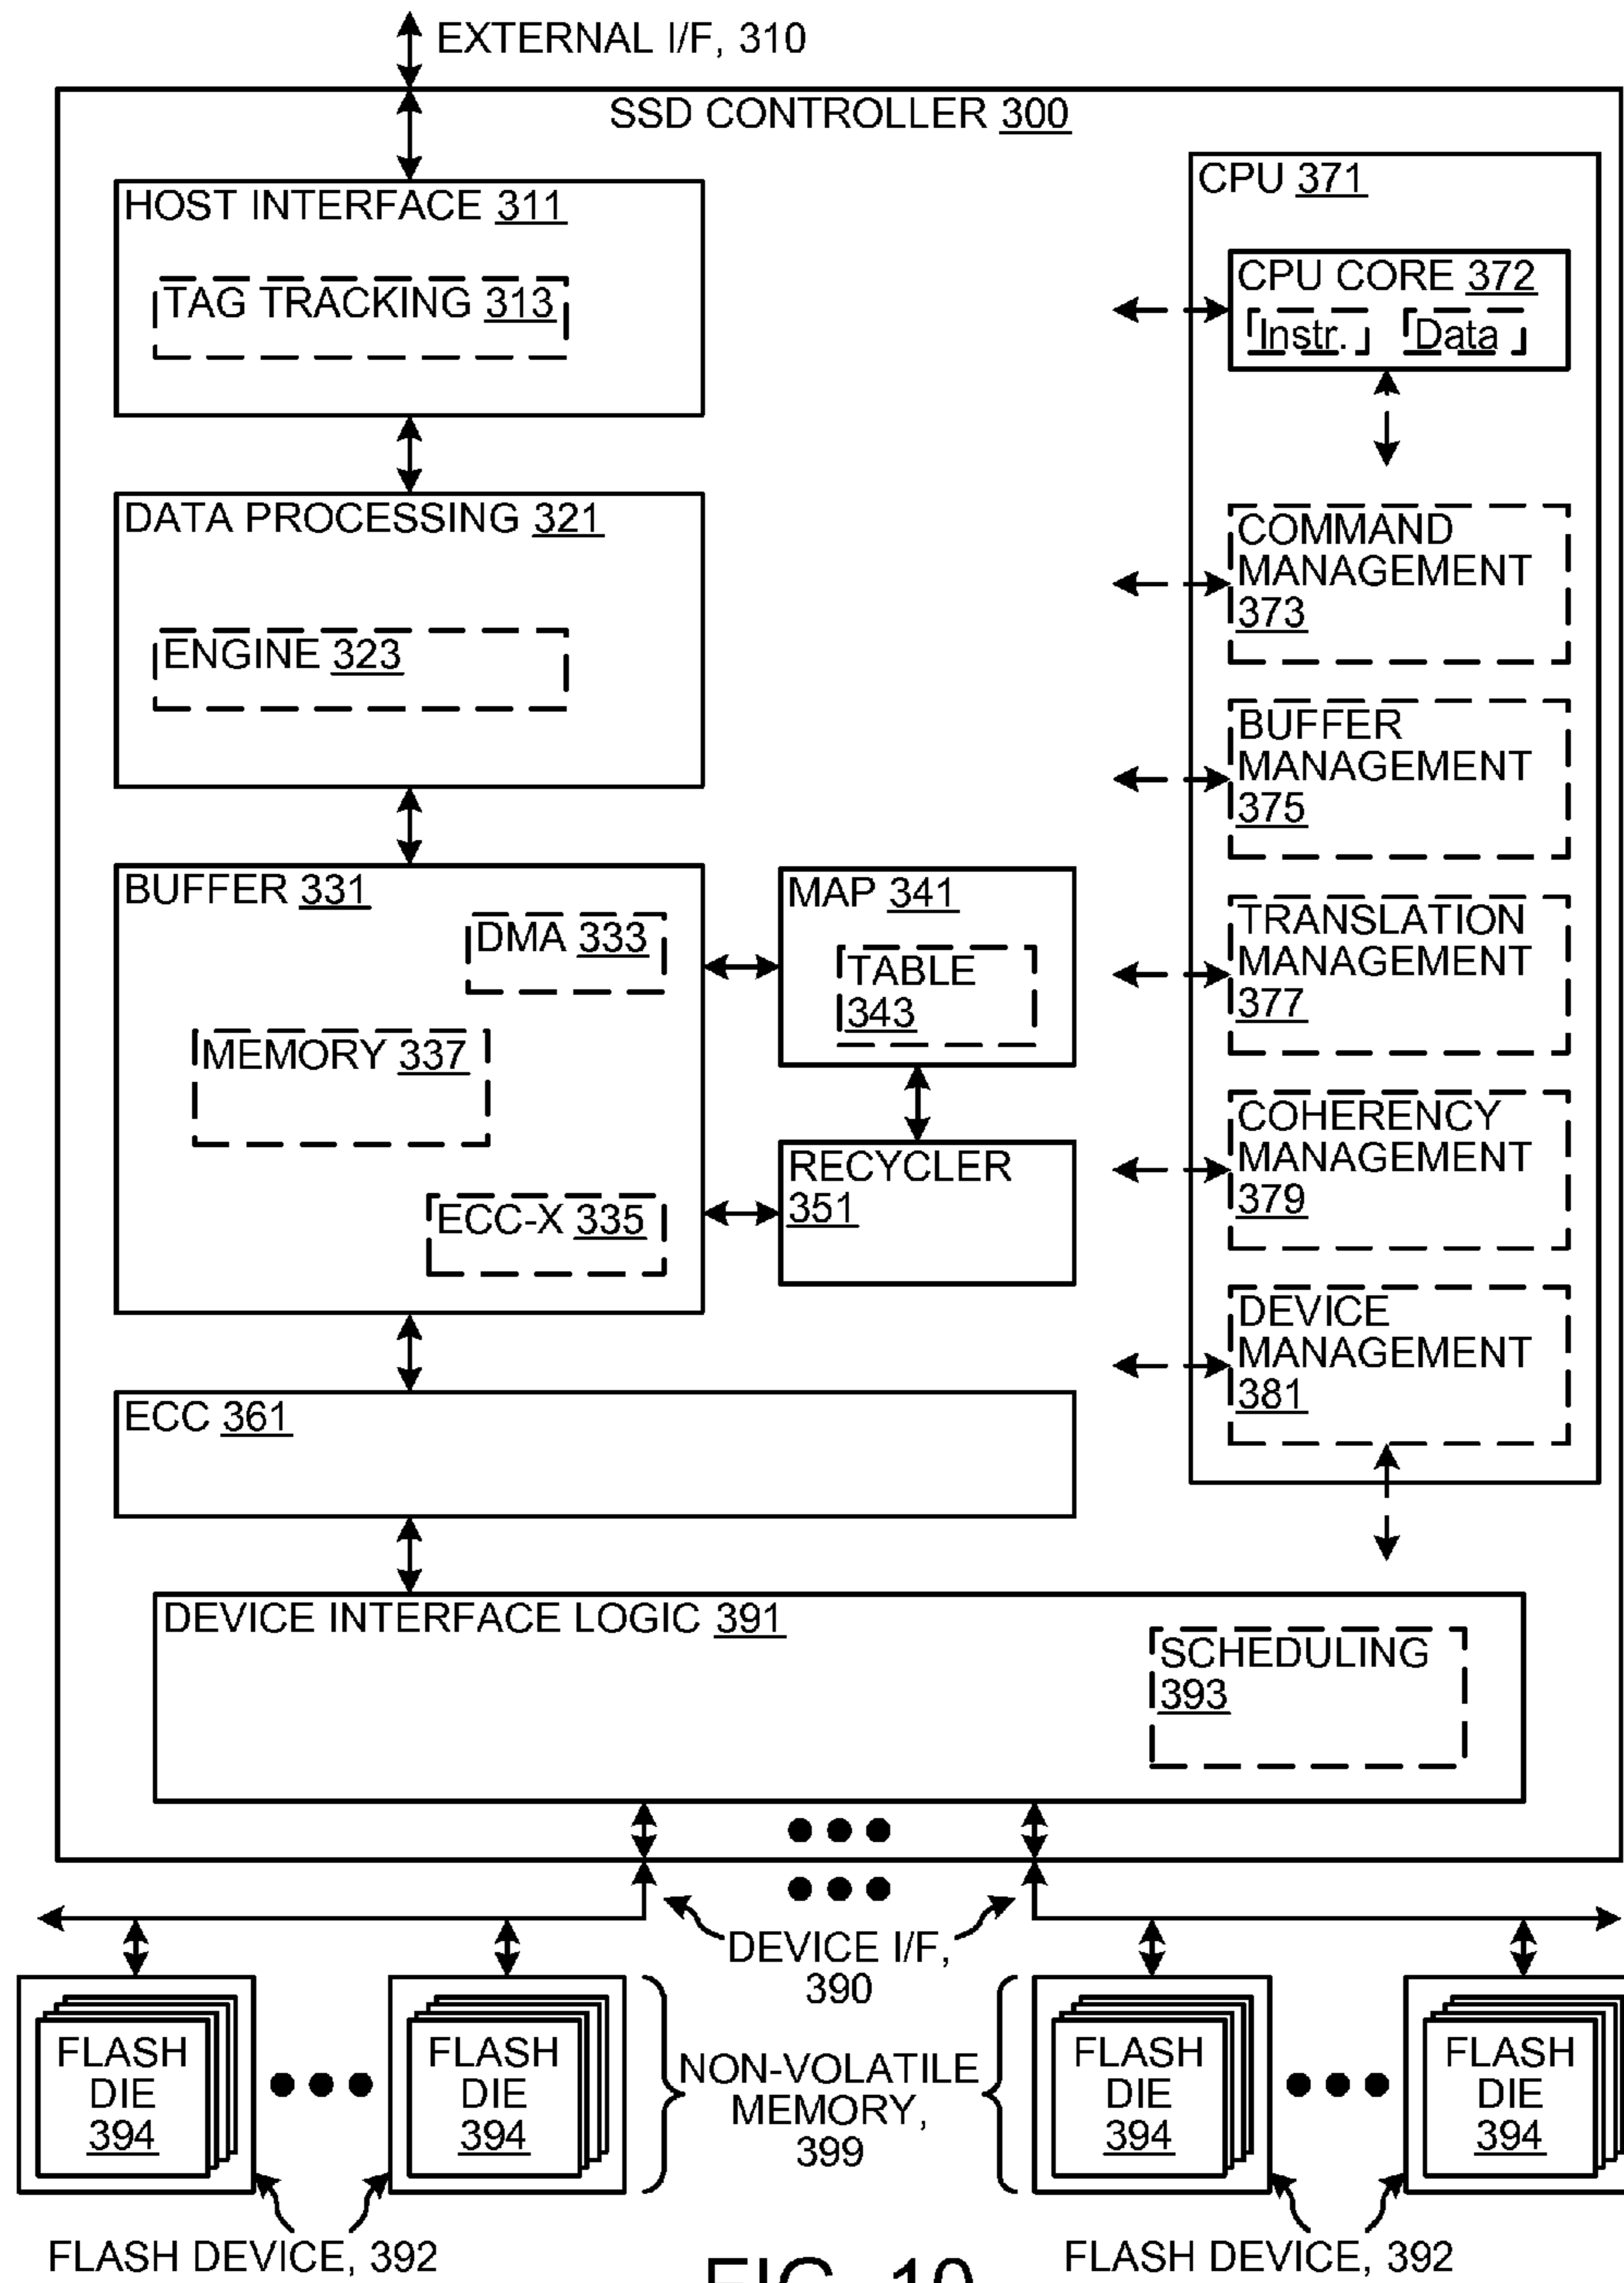 EXTERNAL I/F, 310
SSD CONTROLLER 300
HOST INTERFACE 311
TAG TRACKING 313
DATA PROCESSING 321
ENGINE 323
BUFFER 331
DMA 333
MEMORY 337
ECC-X 335
MAP 341
TABLE
343
RECYCLER
351
ECC 361
CPU 371
CPU CORE 372
Instr.
Data
COMMAND
MANAGEMENT
373
BUFFER
MANAGEMENT
375
TRANSLATION
MANAGEMENT
377
COHERENCY
MANAGEMENT
379
DEVICE
MANAGEMENT
381
DEVICE INTERFACE LOGIC 391
SCHEDULING
393
DEVICE I/F,
390
FLASH
DIE
394
FLASH
DIE
394
NON-VOLATILE
MEMORY,
399
FLASH
DIE
394
FLASH
DIE
394
FLASH DEVICE, 392
FLASH DEVICE, 392
FIG.